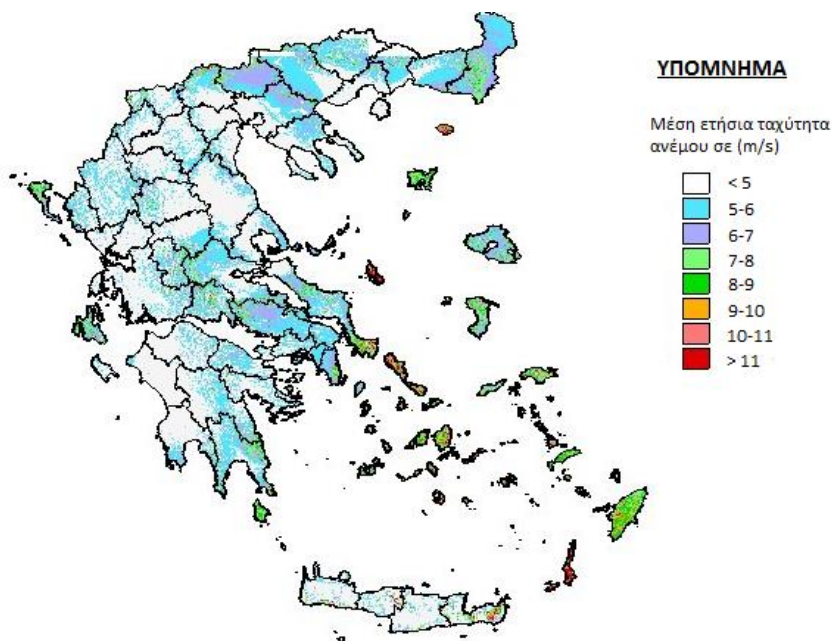 ΥΠΟΜΝΗΜΑ
Μέση ετήσια ταχύτητα
ανέμου σε (m/s)
< 5
5-6
6-7
7-8
8-9
9-10
10-11
> 11